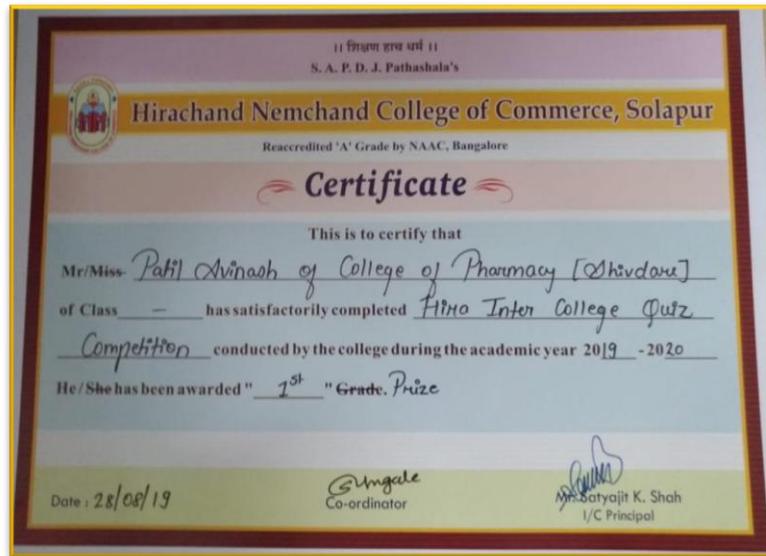 ।। शिक्षण हाच धर्म ।।
S. A. P. D. J. Pathashala's
Hirachand Nemchand College of Commerce, Solapur
Reaccredited 'A' Grade by NAAC, Bangalore
Certificate
This is to certify that
Mr/Miss- Patil Avinash of College of Pharmacy [Shivdare]
of Class — has satisfactorily completed Hima Inter College Quiz
Competition conducted by the college during the academic year 2019 -2020
He/She has been awarded " 1st " Grade. Prize
Gungale
Date : 28/08/19
Co-ordinator
Mr. Satyajit K. Shah
I/C Principal